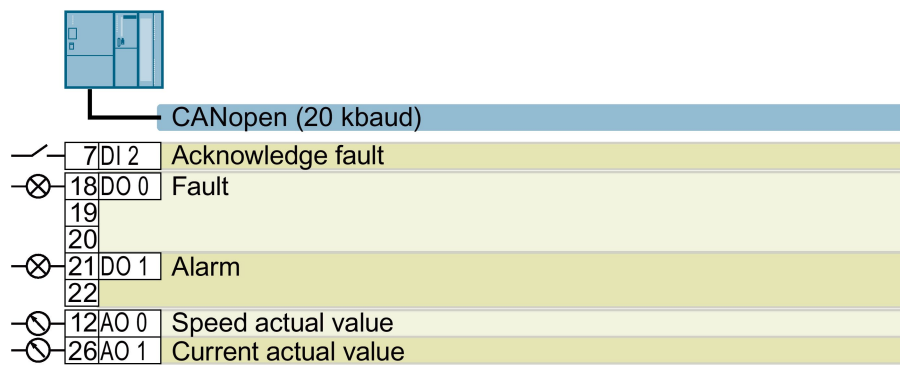 CANopen (20 kbaud)
7 DI 2 Acknowledge fault
18 DO 0 Fault
19
20
21 DO 1 Alarm
22
12 AO 0 Speed actual value
26 AO 1 Current actual value